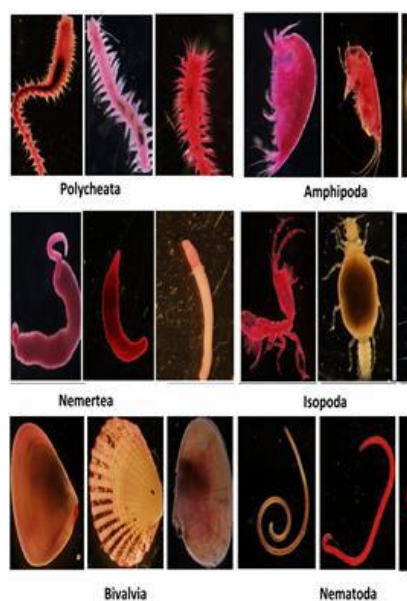 Polycheata
Amphipoda
Nemertea
Isopoda
Bivalvia
Nematoda